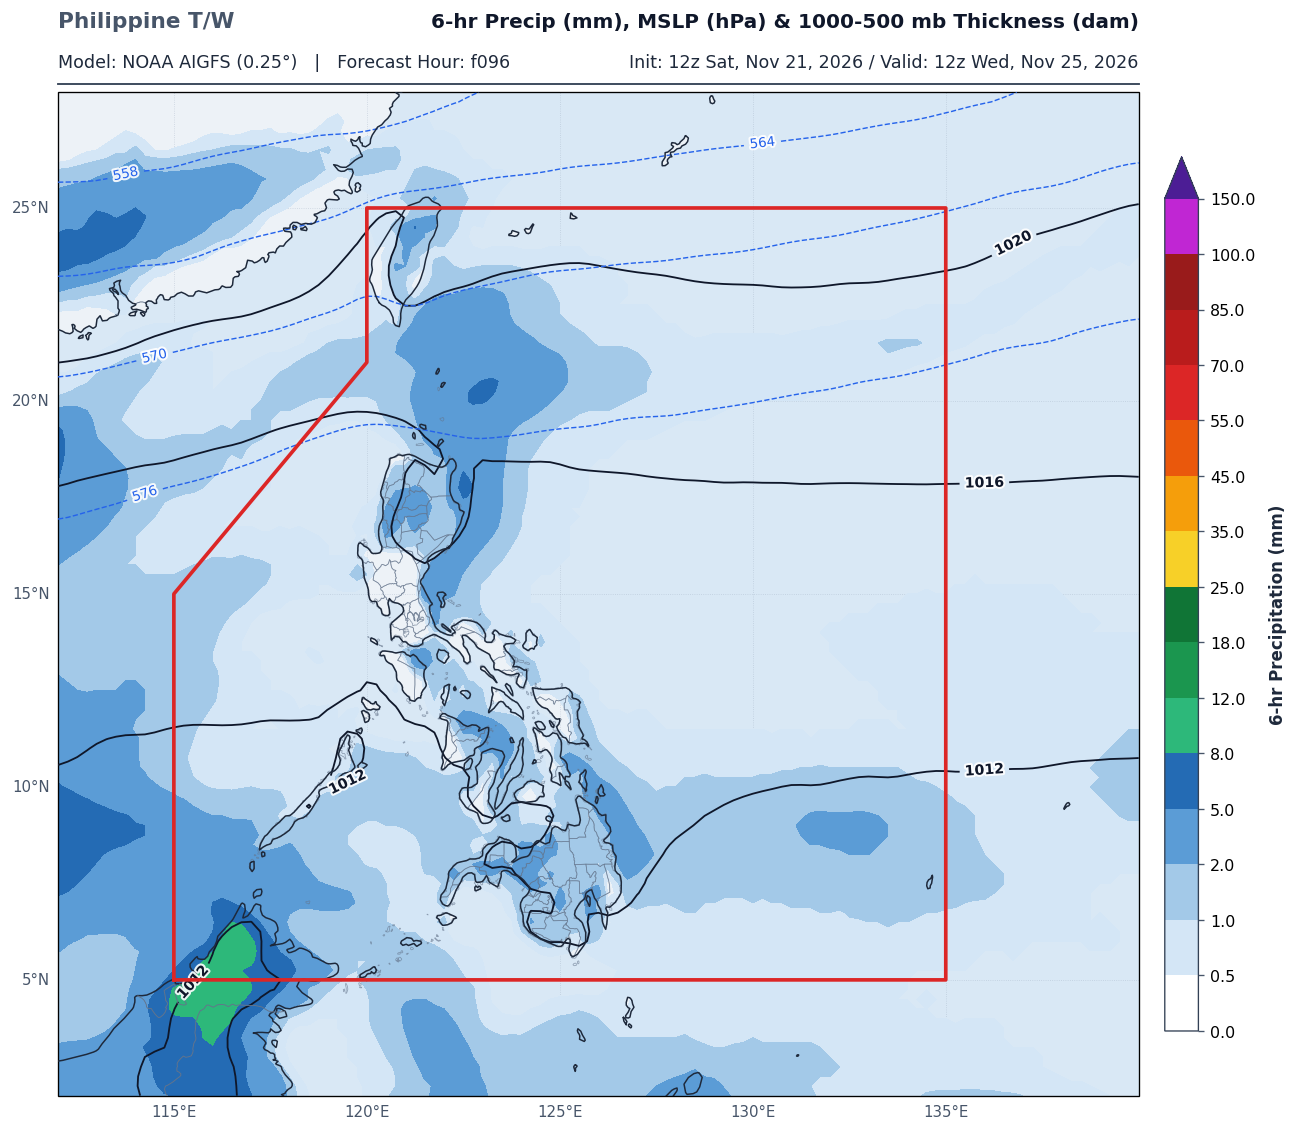 Philippine T/W
6-hr Precip (mm), MSLP (hPa) & 1000-500 mb Thickness (dam)
Model: NOAA AIGFS (0.25°) | Forecast Hour: f096
Init: 12z Sat, Nov 21, 2026 / Valid: 12z Wed, Nov 25, 2026
558
564
570
576
1020
1016
1012
1012
1012
25°N
20°N
15°N
10°N
5°N
115°E
120°E
125°E
130°E
135°E
150.0
100.0
85.0
70.0
55.0
45.0
35.0
25.0
18.0
12.0
8.0
5.0
2.0
1.0
0.5
0.0
6-hr Precipitation (mm)